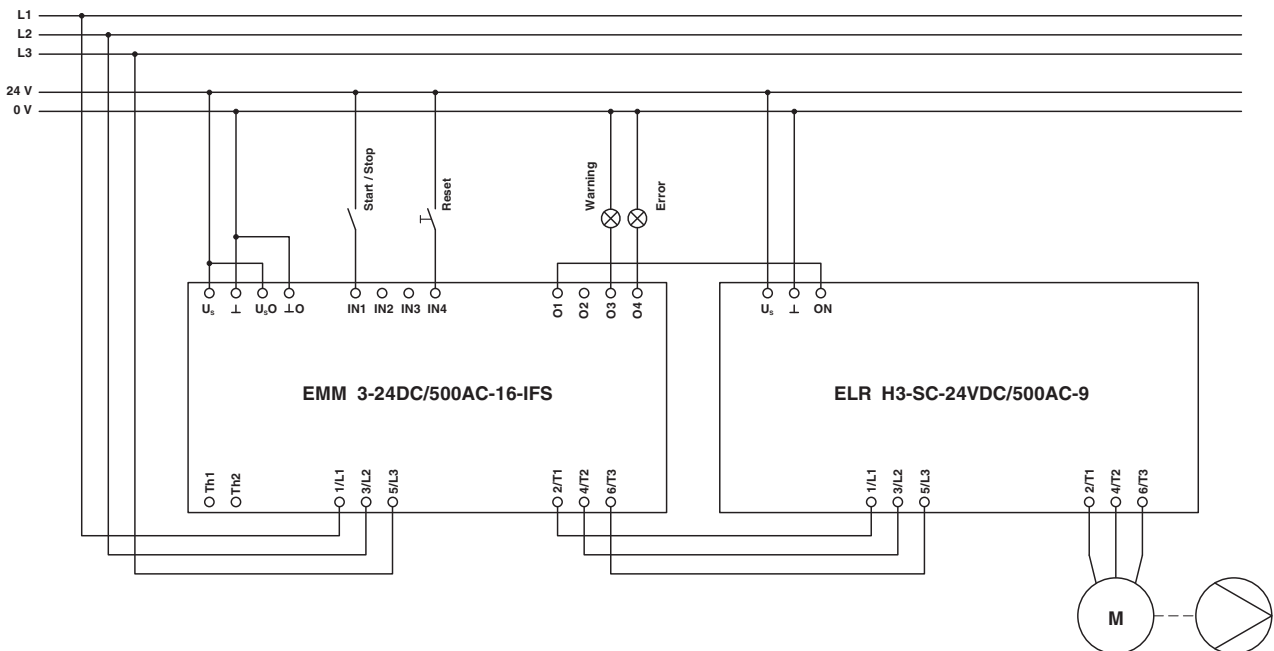 L1
L2
L3
24 V
0 V
Start / Stop
Reset
Warning
Error
Us ⊥ UsO ⊥O IN1 IN2 IN3 IN4 O1 O2 O3 O4
Us ⊥ ON
EMM 3-24DC/500AC-16-IFS
ELR H3-SC-24VDC/500AC-9
Th1 Th2 1/L1 3/L2 5/L3 2/T1 4/T2 6/T3
1/L1 3/L2 5/L3 2/T1 4/T2 6/T3
M